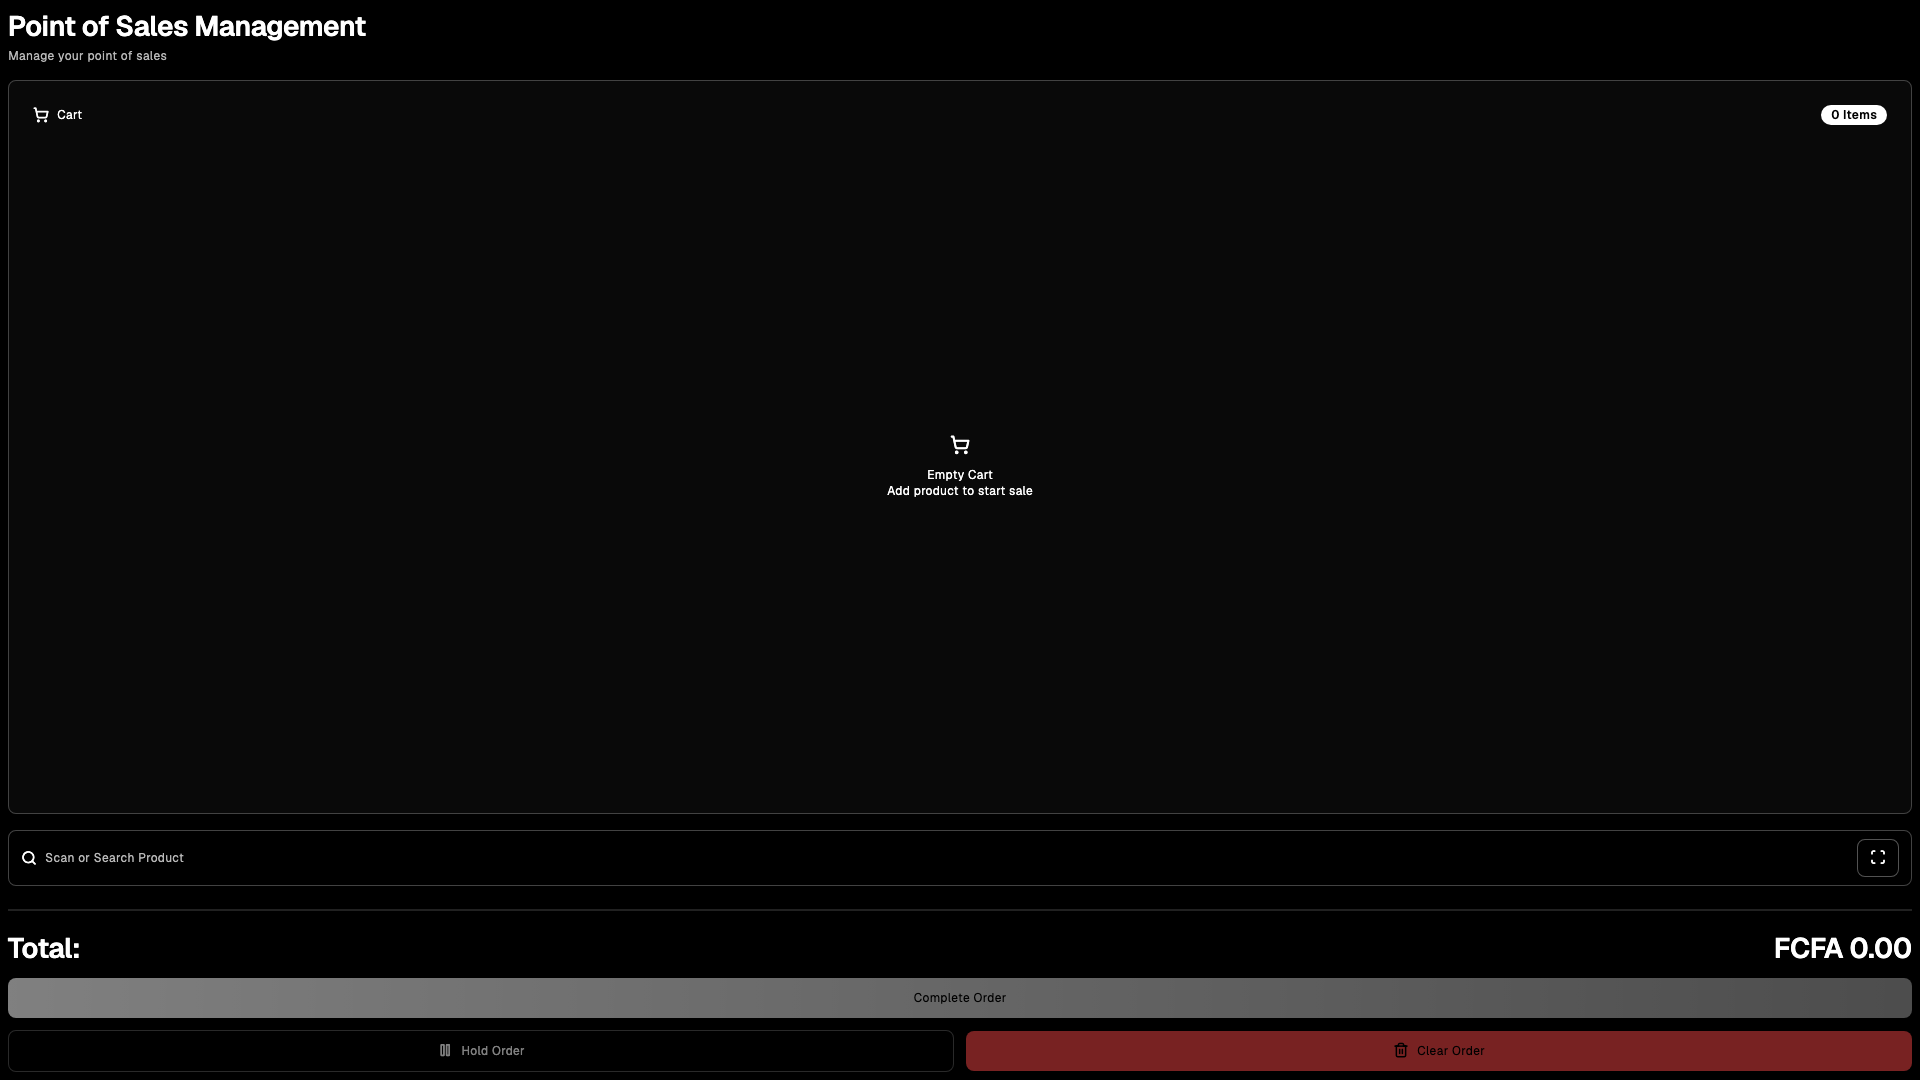 Point of Sales Management
Manage your point of sales
Cart
0 Items
Empty Cart
Add product to start sale
Scan or Search Product
Total:
FCFA 0.00
Complete Order
Hold Order
Clear Order